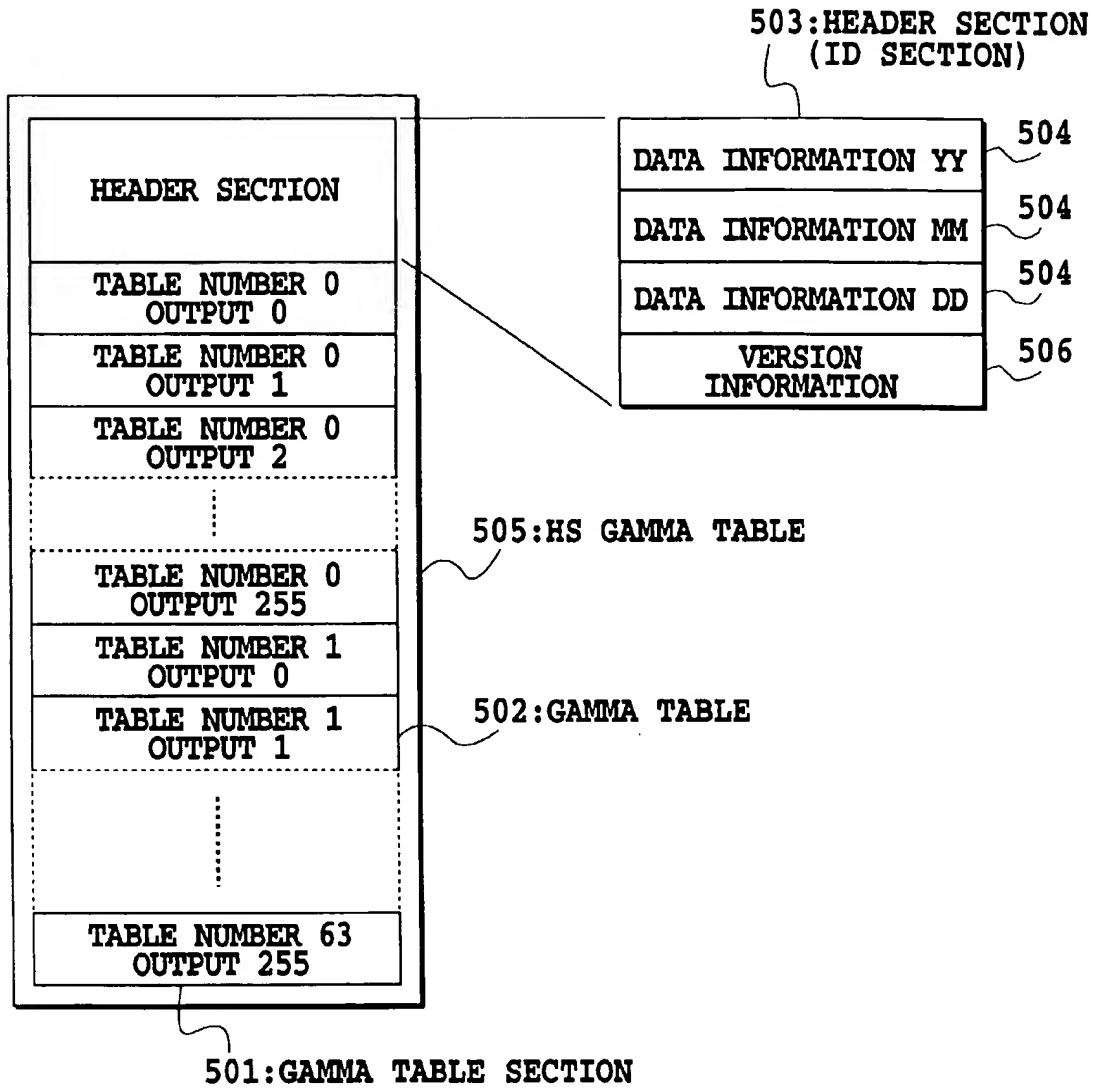 503:HEADER SECTION
(ID SECTION)
HEADER SECTION
TABLE NUMBER 0
OUTPUT 0
TABLE NUMBER 0
OUTPUT 1
TABLE NUMBER 0
OUTPUT 2
TABLE NUMBER 0
OUTPUT 255
TABLE NUMBER 1
OUTPUT 0
TABLE NUMBER 1
OUTPUT 1
TABLE NUMBER 63
OUTPUT 255
DATA INFORMATION YY
504
DATA INFORMATION MM
504
DATA INFORMATION DD
504
VERSION
INFORMATION
506
505:HS GAMMA TABLE
502:GAMMA TABLE
501:GAMMA TABLE SECTION